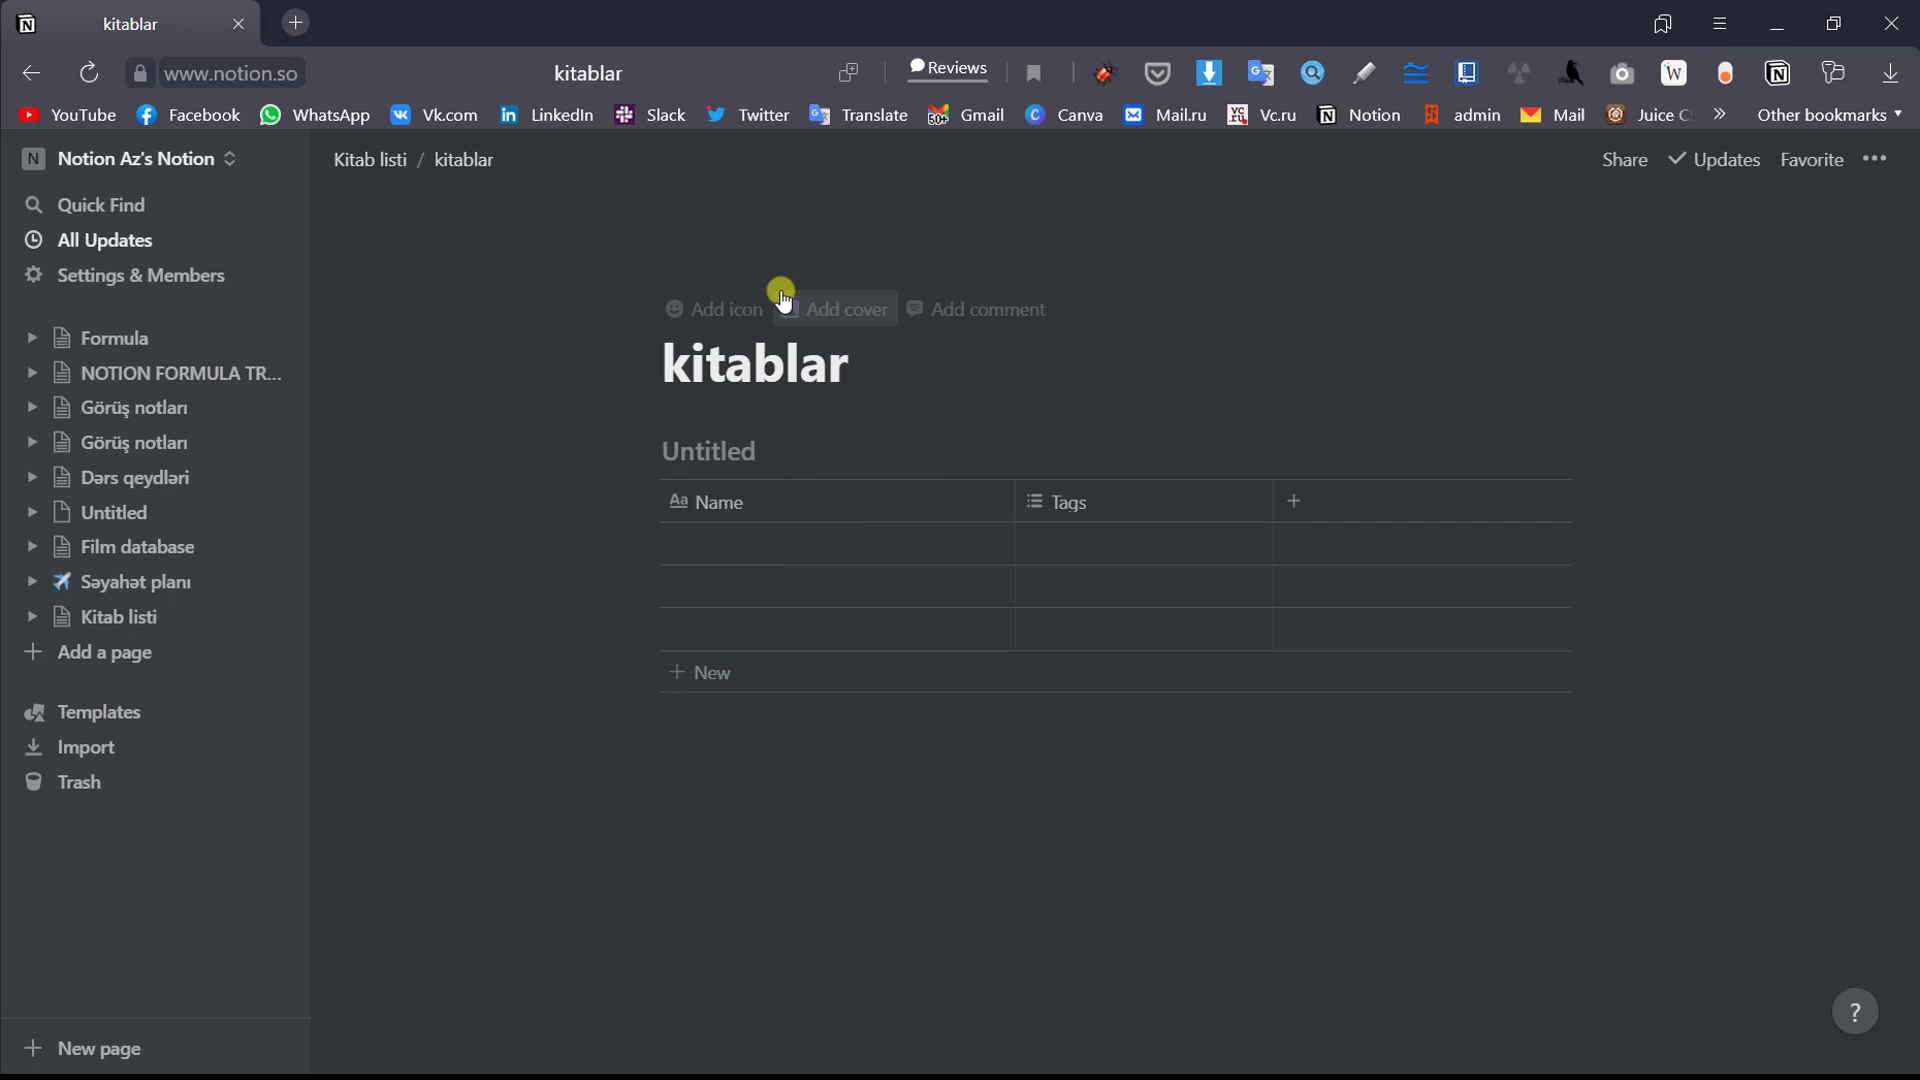 kitablar
www.notion.so
kitablar
Reviews
YouTube Facebook WhatsApp Vk.com LinkedIn Slack Twitter Translate Gmail Canva Mail.ru Vc.ru Notion admin Mail Juice C Other bookmarks
N Notion Az's Notion
Kitab listi / kitablar
Share Updates Favorite •••
Quick Find
All Updates
Settings & Members
Formula
NOTION FORMULA TR...
Görüş notları
Görüş notları
Dərs qeydləri
Untitled
Film database
Səyahət planı
Kitab listi
+ Add a page
Templates
Import
Trash
+ New page
Add icon Add cover Add comment
kitablar
Untitled
Aa Name Tags +
+ New
?